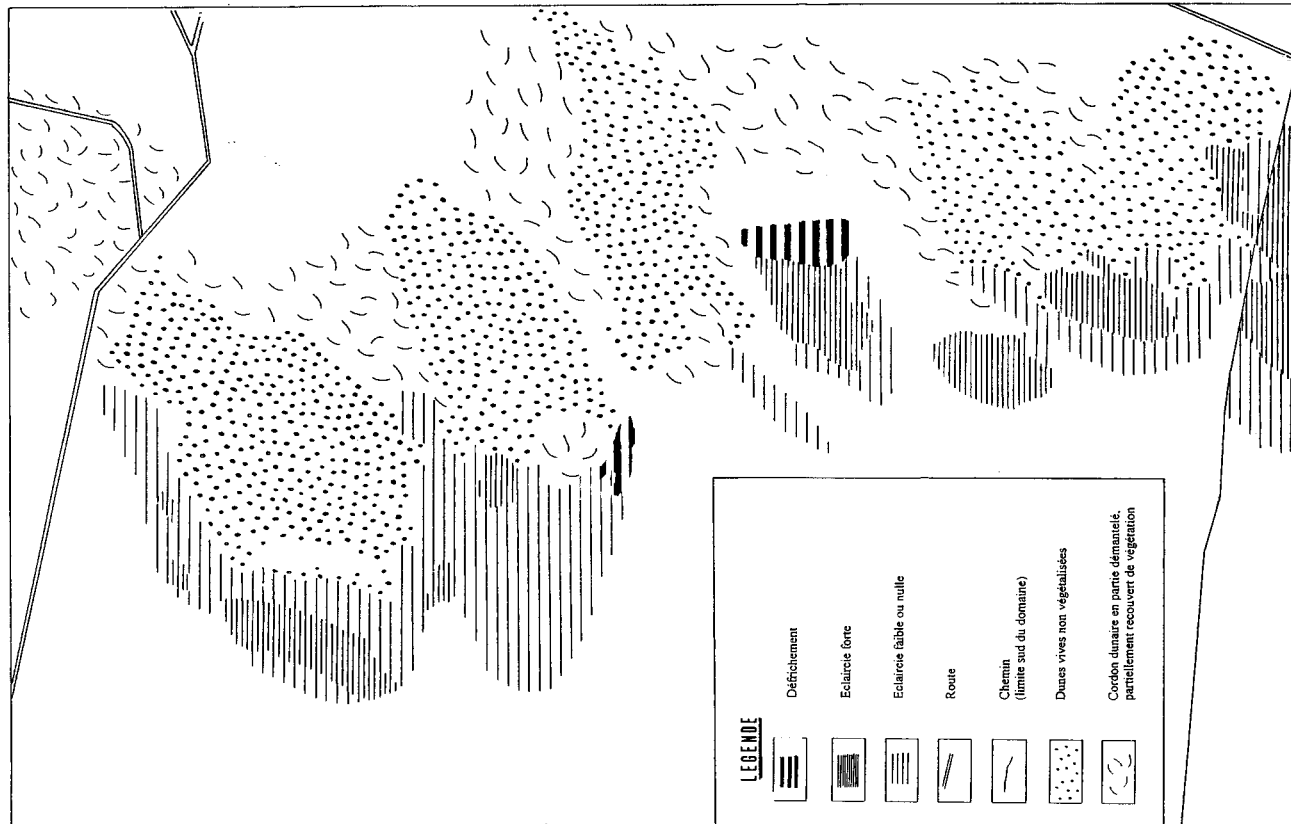 LEGENDE
Défrichement
Eclaircie forte
Eclaircie faible ou nulle
Route
Chemin
(limite sud du domaine)
Dunes vives non végétalisées
Cordon dunaire en partie démantelé,
partiellement recouvert de végétation